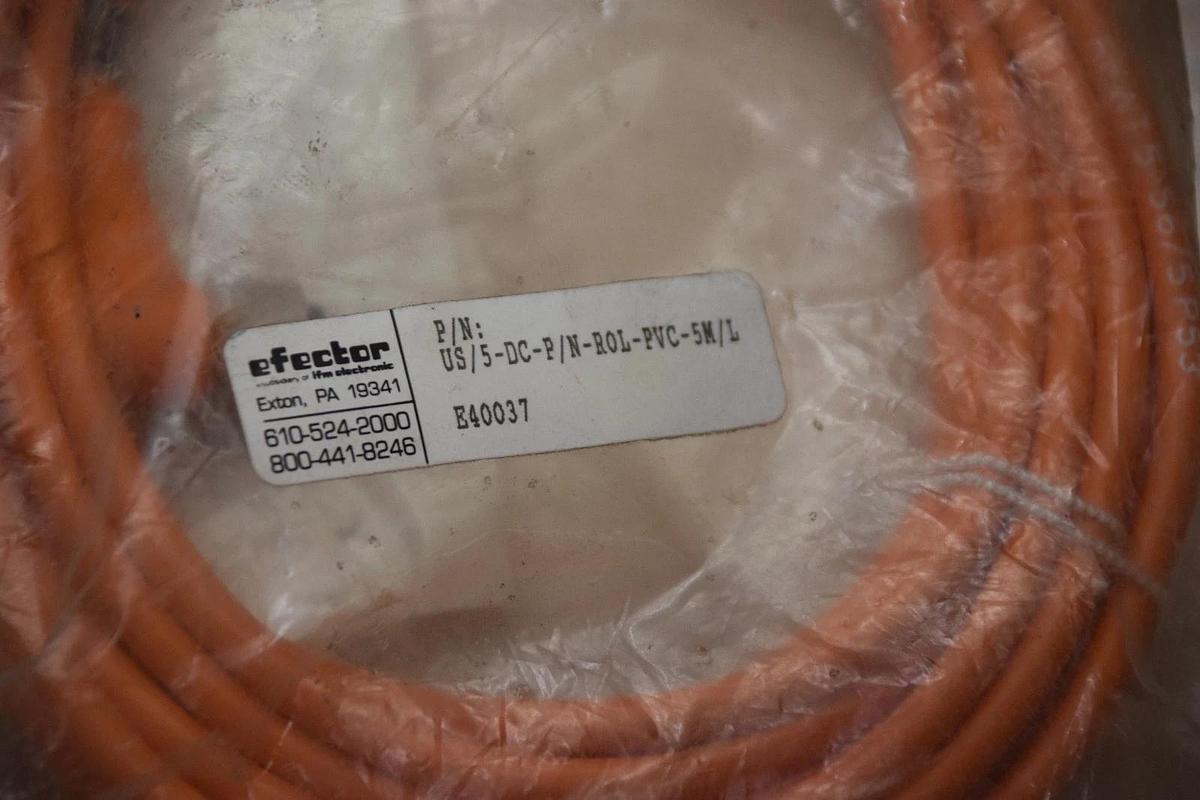 efector
a subsidiary of ifm electronic
Exton, PA 19341
610-524-2000
800-441-8246
P/N:
US/5-DC-P/N-ROL-PVC-5M/L
E40037